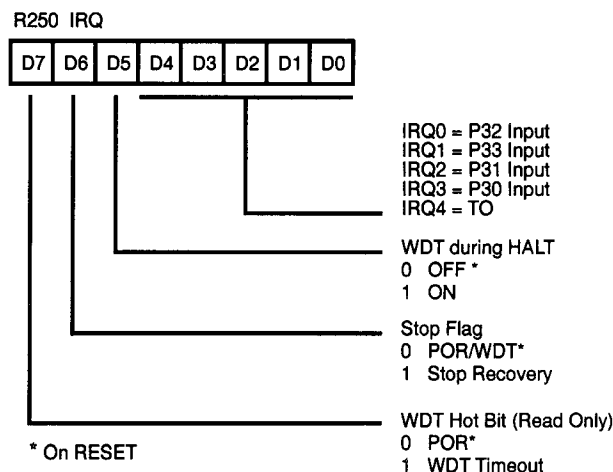 R250 IRQ
D7 D6 D5 D4 D3 D2 D1 D0
IRQ0 = P32 Input
IRQ1 = P33 Input
IRQ2 = P31 Input
IRQ3 = P30 Input
IRQ4 = TO
WDT during HALT
0 OFF *
1 ON
Stop Flag
0 POR/WDT*
1 Stop Recovery
WDT Hot Bit (Read Only)
0 POR*
1 WDT Timeout
* On RESET